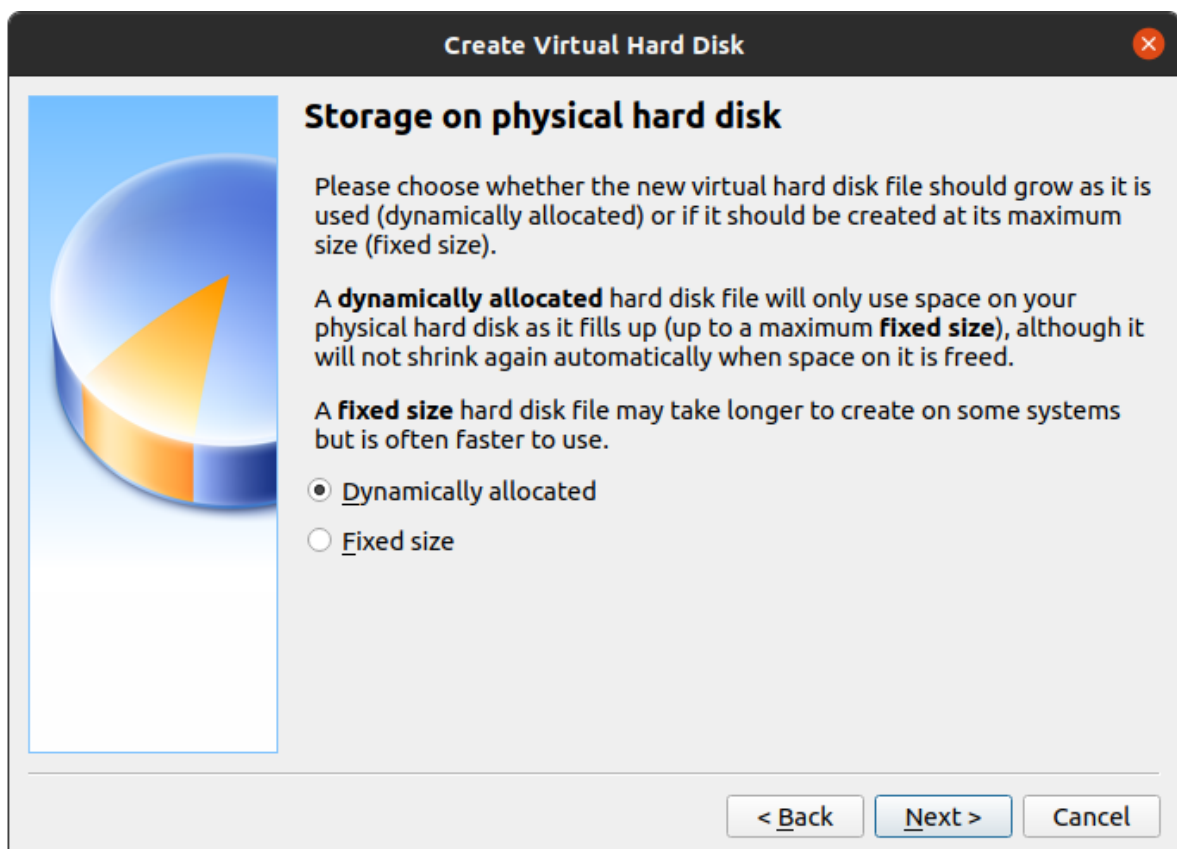 Create Virtual Hard Disk
Storage on physical hard disk
Please choose whether the new virtual hard disk file should grow as it is
used (dynamically allocated) or if it should be created at its maximum
size (fixed size).
A dynamically allocated hard disk file will only use space on your
physical hard disk as it fills up (up to a maximum fixed size), although it
will not shrink again automatically when space on it is freed.
A fixed size hard disk file may take longer to create on some systems
but is often faster to use.
Dynamically allocated
Fixed size
< Back Next > Cancel